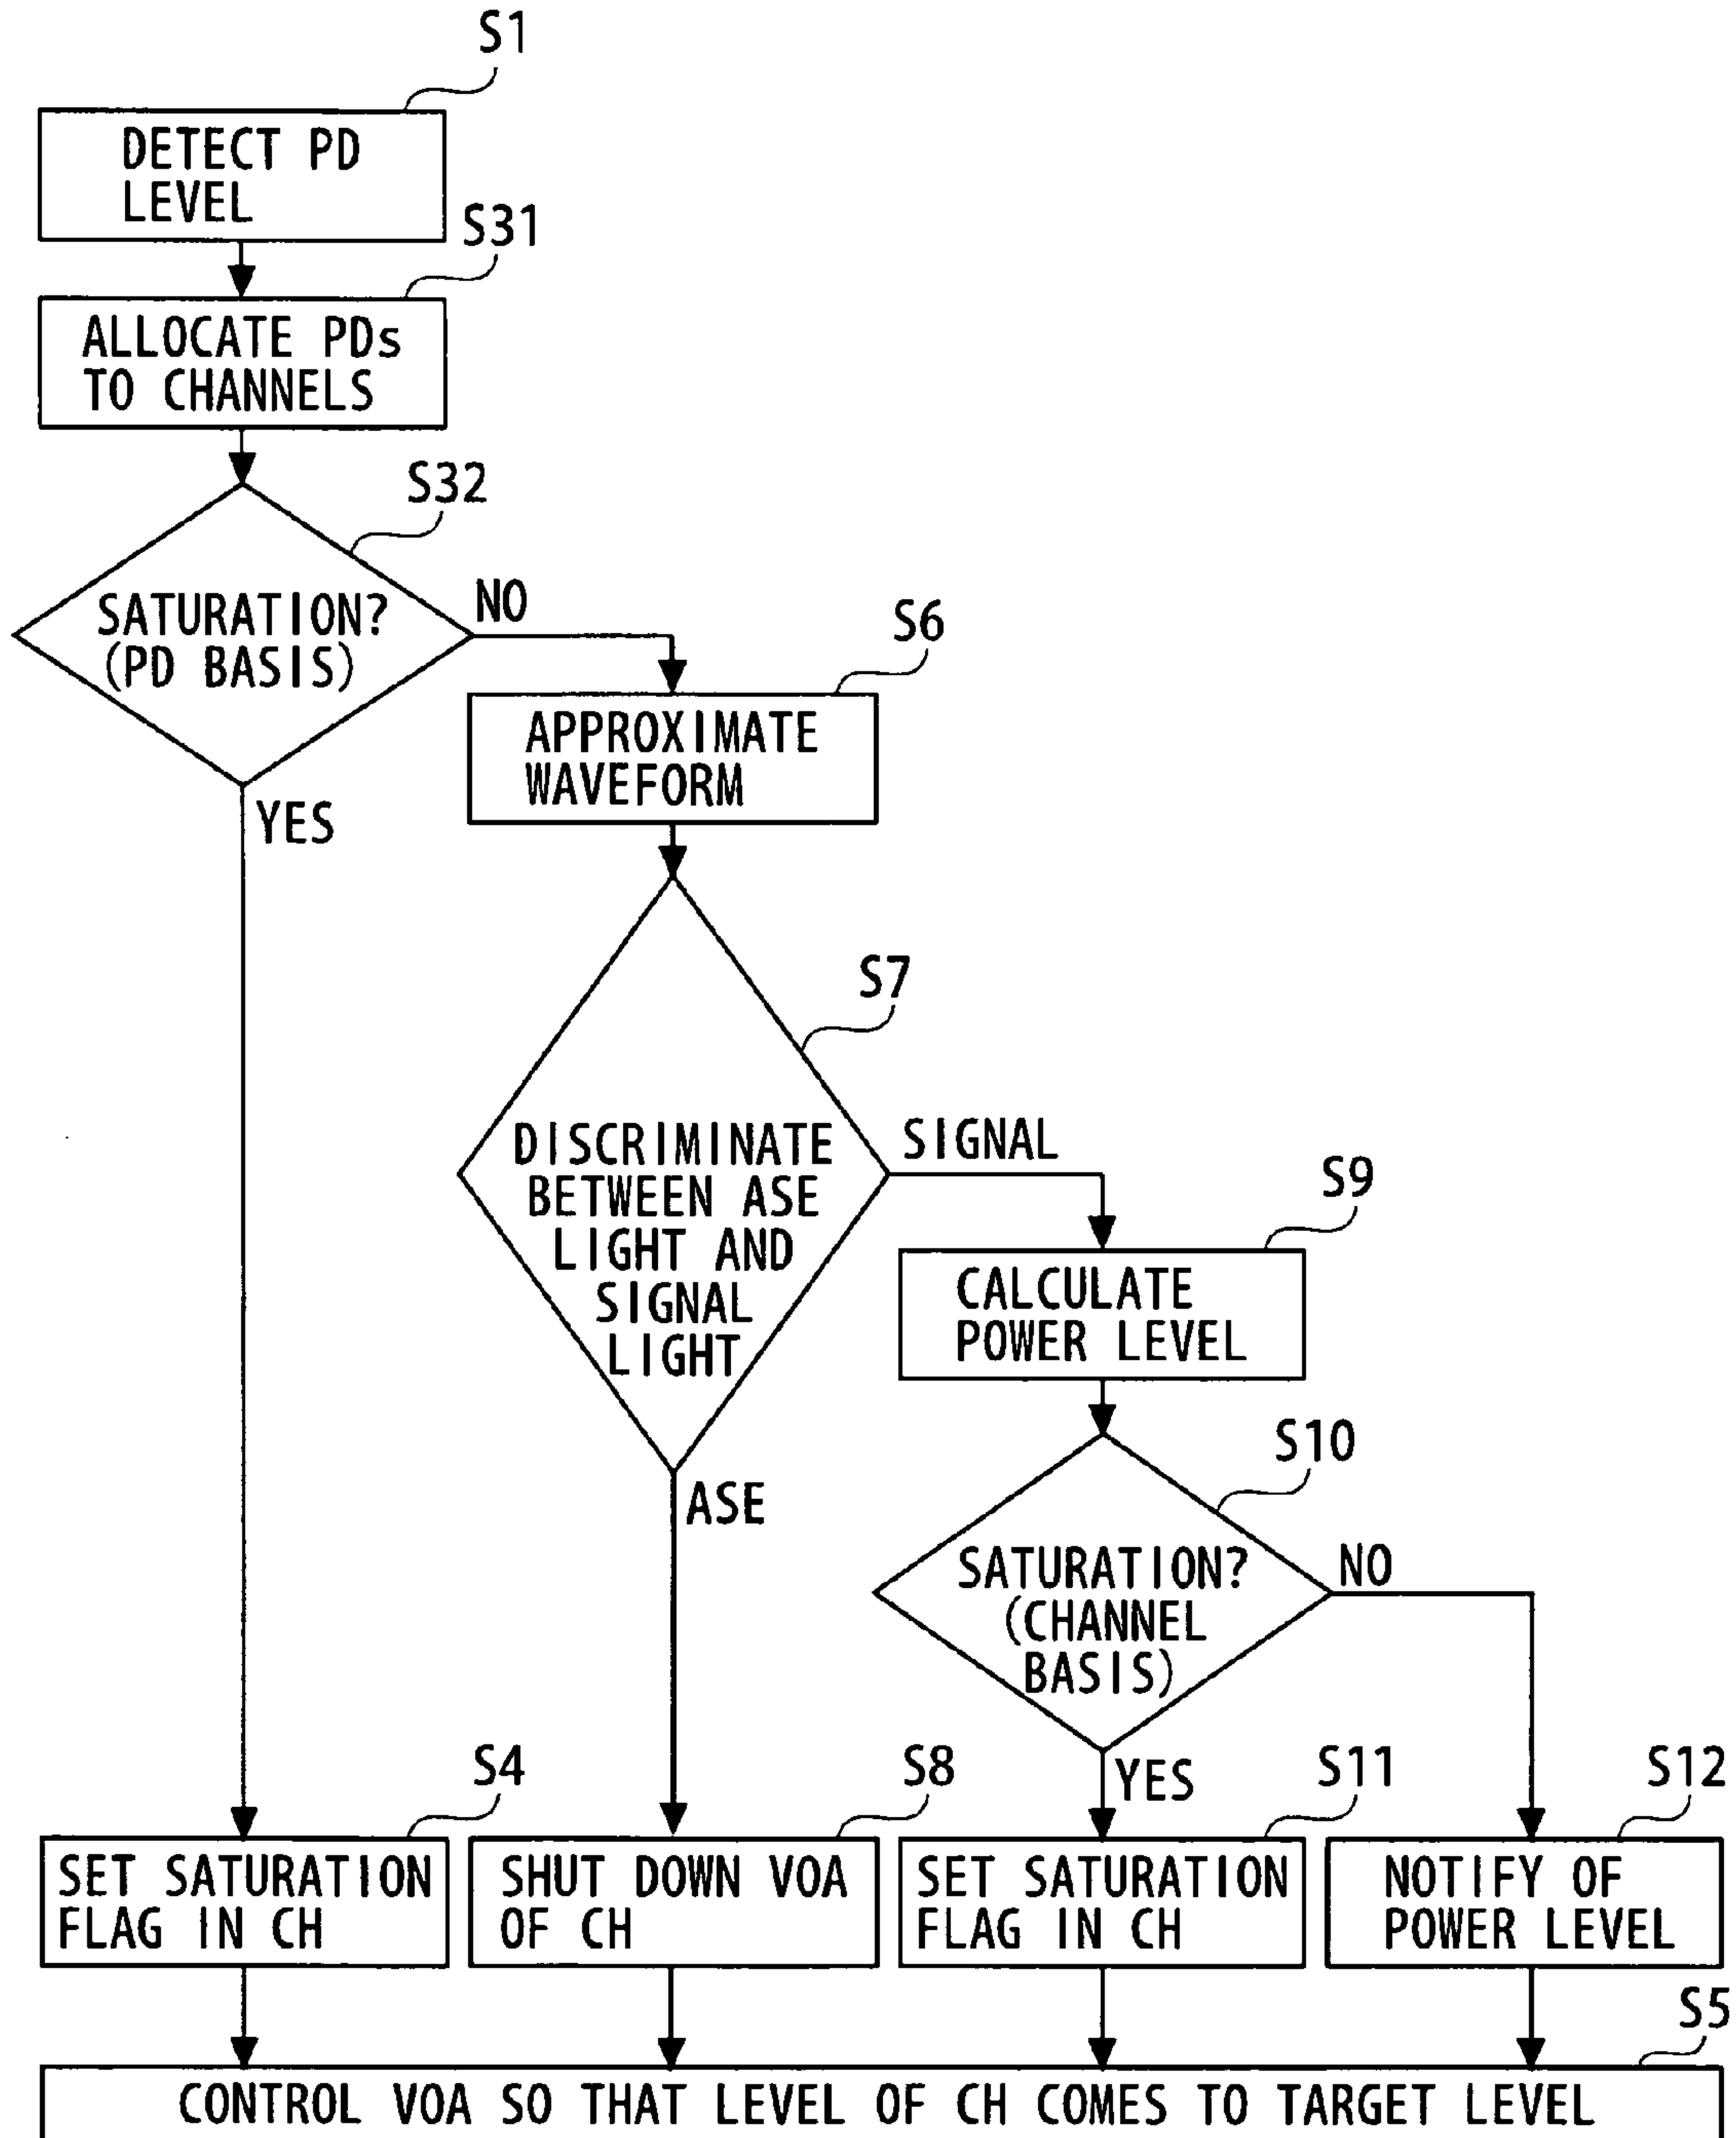 S1
DETECT PD
LEVEL
S31
ALLOCATE PDs
TO CHANNELS
S32
SATURATION?
(PD BASIS)
NO
YES
S6
APPROXIMATE
WAVEFORM
S7
DISCRIMINATE
BETWEEN ASE
LIGHT AND
SIGNAL
LIGHT
SIGNAL
ASE
S9
CALCULATE
POWER LEVEL
S10
SATURATION?
(CHANNEL
BASIS)
NO
YES
S4
SET SATURATION
FLAG IN CH
S8
SHUT DOWN VOA
OF CH
S11
SET SATURATION
FLAG IN CH
S12
NOTIFY OF
POWER LEVEL
S5
CONTROL VOA SO THAT LEVEL OF CH COMES TO TARGET LEVEL